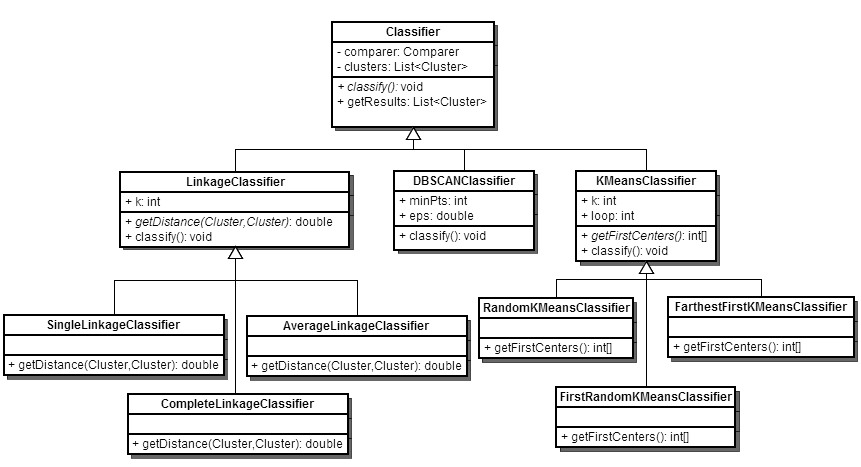 Classifier
- comparer: Comparer
- clusters: List<Cluster>
+ classify(): void
+ getResults: List<Cluster>
LinkageClassifier
+ k: int
+ getDistance(Cluster,Cluster): double
+ classify(): void
DBSCANClassifier
+ minPts: int
+ eps: double
+ classify(): void
KMeansClassifier
+ k: int
+ loop: int
+ getFirstCenters(): int[]
+ classify(): void
SingleLinkageClassifier
+ getDistance(Cluster,Cluster): double
AverageLinkageClassifier
+ getDistance(Cluster,Cluster): double
RandomKMeansClassifier
+ getFirstCenters(): int[]
FarthestFirstKMeansClassifier
+ getFirstCenters(): int[]
CompleteLinkageClassifier
+ getDistance(Cluster,Cluster): double
FirstRandomKMeansClassifier
+ getFirstCenters(): int[]